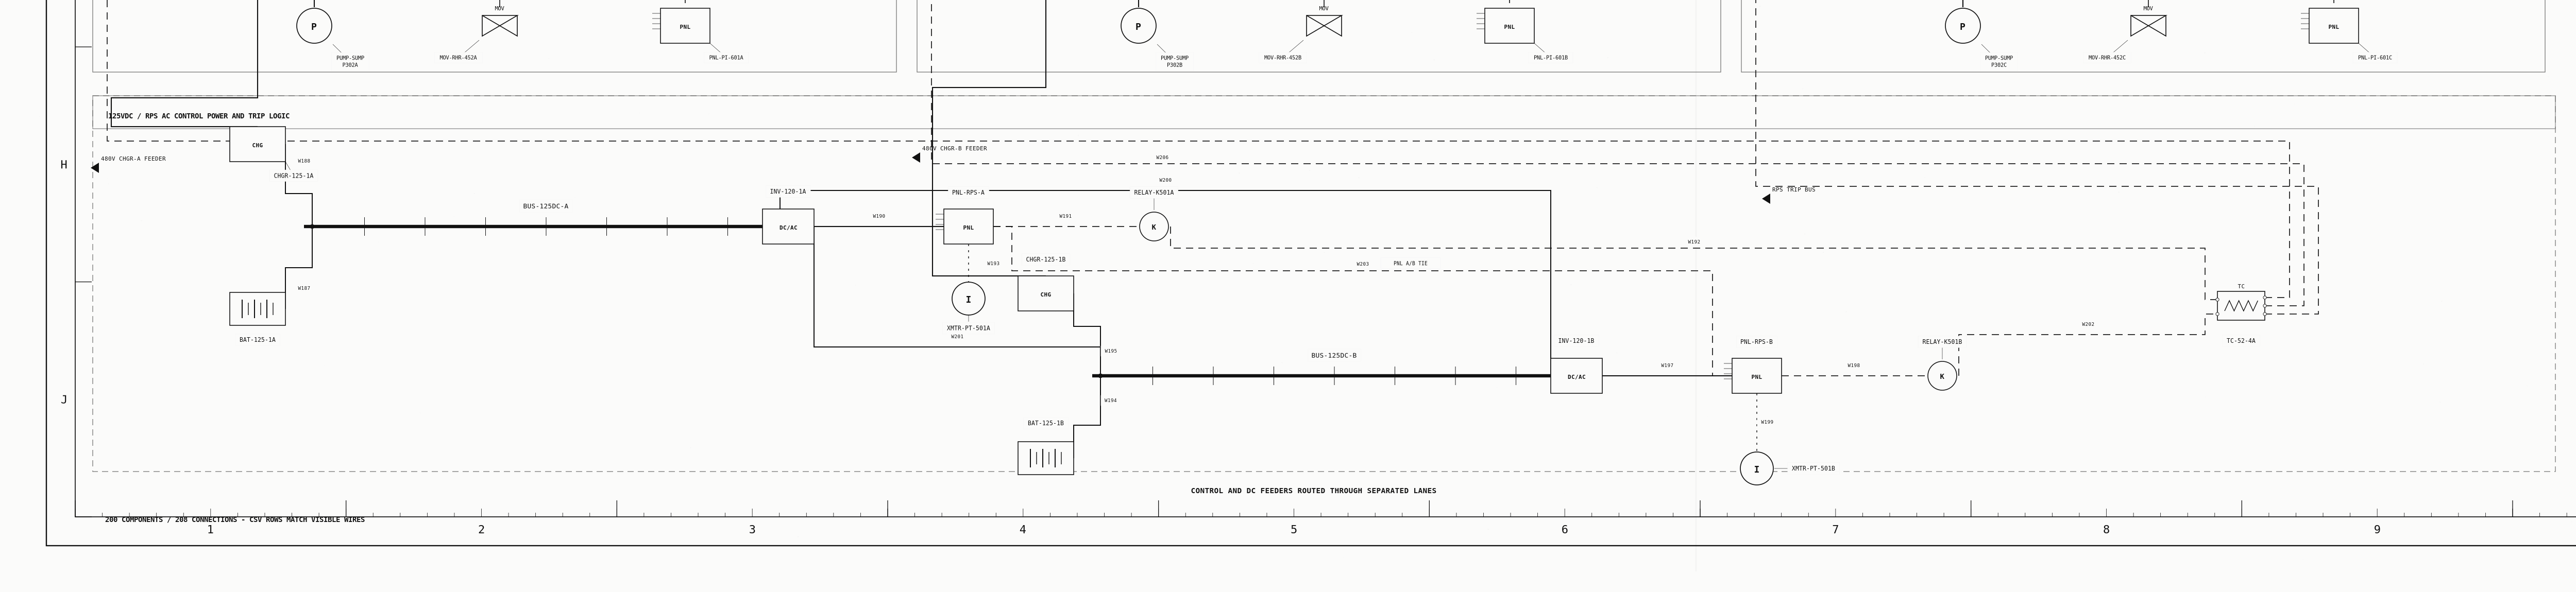 MOV
MOV
P
PNL
P
PNL
P
PNL
PUMP-SUMP
P302A
MOV-RHR-452A
PNL-PI-601A
PUMP-SUMP
P302B
MOV-RHR-452B
PNL-PI-601B
PUMP-SUMP
P302C
MOV-RHR-452C
PNL-PI-601C
125VDC / RPS AC CONTROL POWER AND TRIP LOGIC
CHG
480V CHGR-B FEEDER
H
480V CHGR-A FEEDER
W188
W206
CHGR-125-1A
W200
INV-120-1A
PNL-RPS-A
RELAY-K501A
RPS TRIP BUS
BUS-125DC-A
W190
W191
DC/AC
PNL
K
W192
CHGR-125-1B
W193
W203
PNL A/B TIE
W187
I
CHG
TC
XMTR-PT-501A
W201
W202
BAT-125-1A
INV-120-1B
PNL-RPS-B
RELAY-K501B
TC-52-4A
W195
BUS-125DC-B
W197
W198
DC/AC
PNL
K
J
W194
BAT-125-1B
W199
I
XMTR-PT-501B
CONTROL AND DC FEEDERS ROUTED THROUGH SEPARATED LANES
200 COMPONENTS / 208 CONNECTIONS - CSV ROWS MATCH VISIBLE WIRES
1 2 3 4 5 6 7 8 9